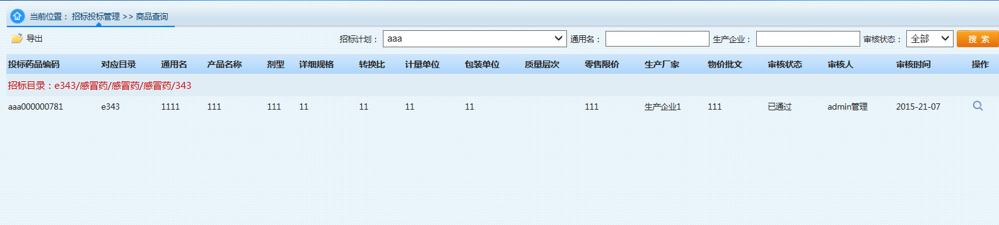 当前位置： 招标投标管理 >> 商品查询
导出 招标计划： aaa 通用名： 生产企业： 审核状态： 全部 搜 索
投标药品编码 对应目录 通用名 产品名称 剂型 详细规格 转换比 计量单位 包装单位 质量层次 零售限价 生产厂家 物价批文 审核状态 审核人 审核时间 操作
招标目录：e343/感冒药/感冒药/感冒药/343
aaa000000781 e343 1111 111 111 11 11 11 11 111 生产企业1 111 已通过 admin管理 2015-21-07